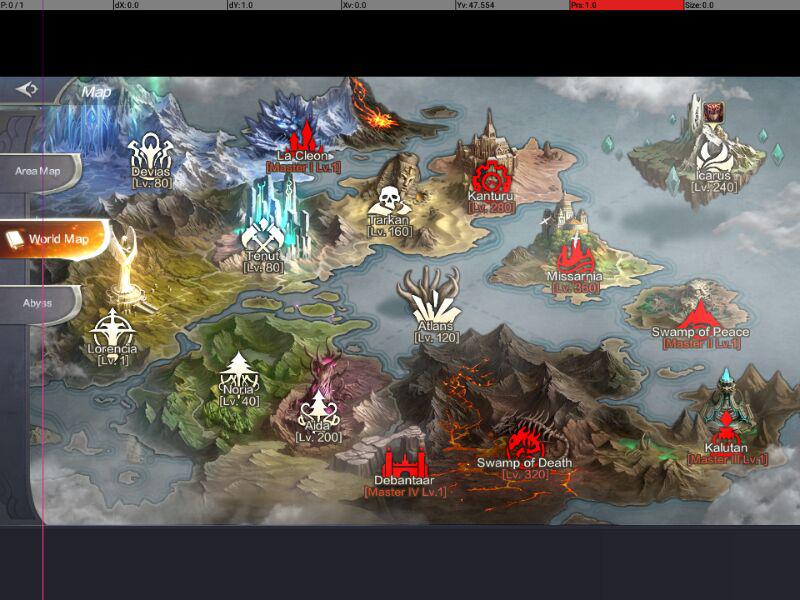 P: 0 / 1
dX: 0.0
dY: 1.0
Xv: 0.0
Yv: 47.554
Prs: 1.0
Size: 0.0
Map
Area Map
World Map
Abyss
Devias
[Lv. 80]
La Cleon
[Master I Lv.1]
Kanturu
[Lv. 280]
Icarus
[Lv. 240]
Tarkan
[Lv. 160]
Tenut
[Lv. 80]
Missarnia
[Lv. 360]
Atlans
[Lv. 120]
Swamp of Peace
[Master II Lv.1]
Lorencia
[Lv. 1]
Noria
[Lv. 40]
Aida
[Lv. 200]
Kalutan
[Master III Lv.1]
Swamp of Death
[Lv. 320]
Debantaar
[Master IV Lv.1]